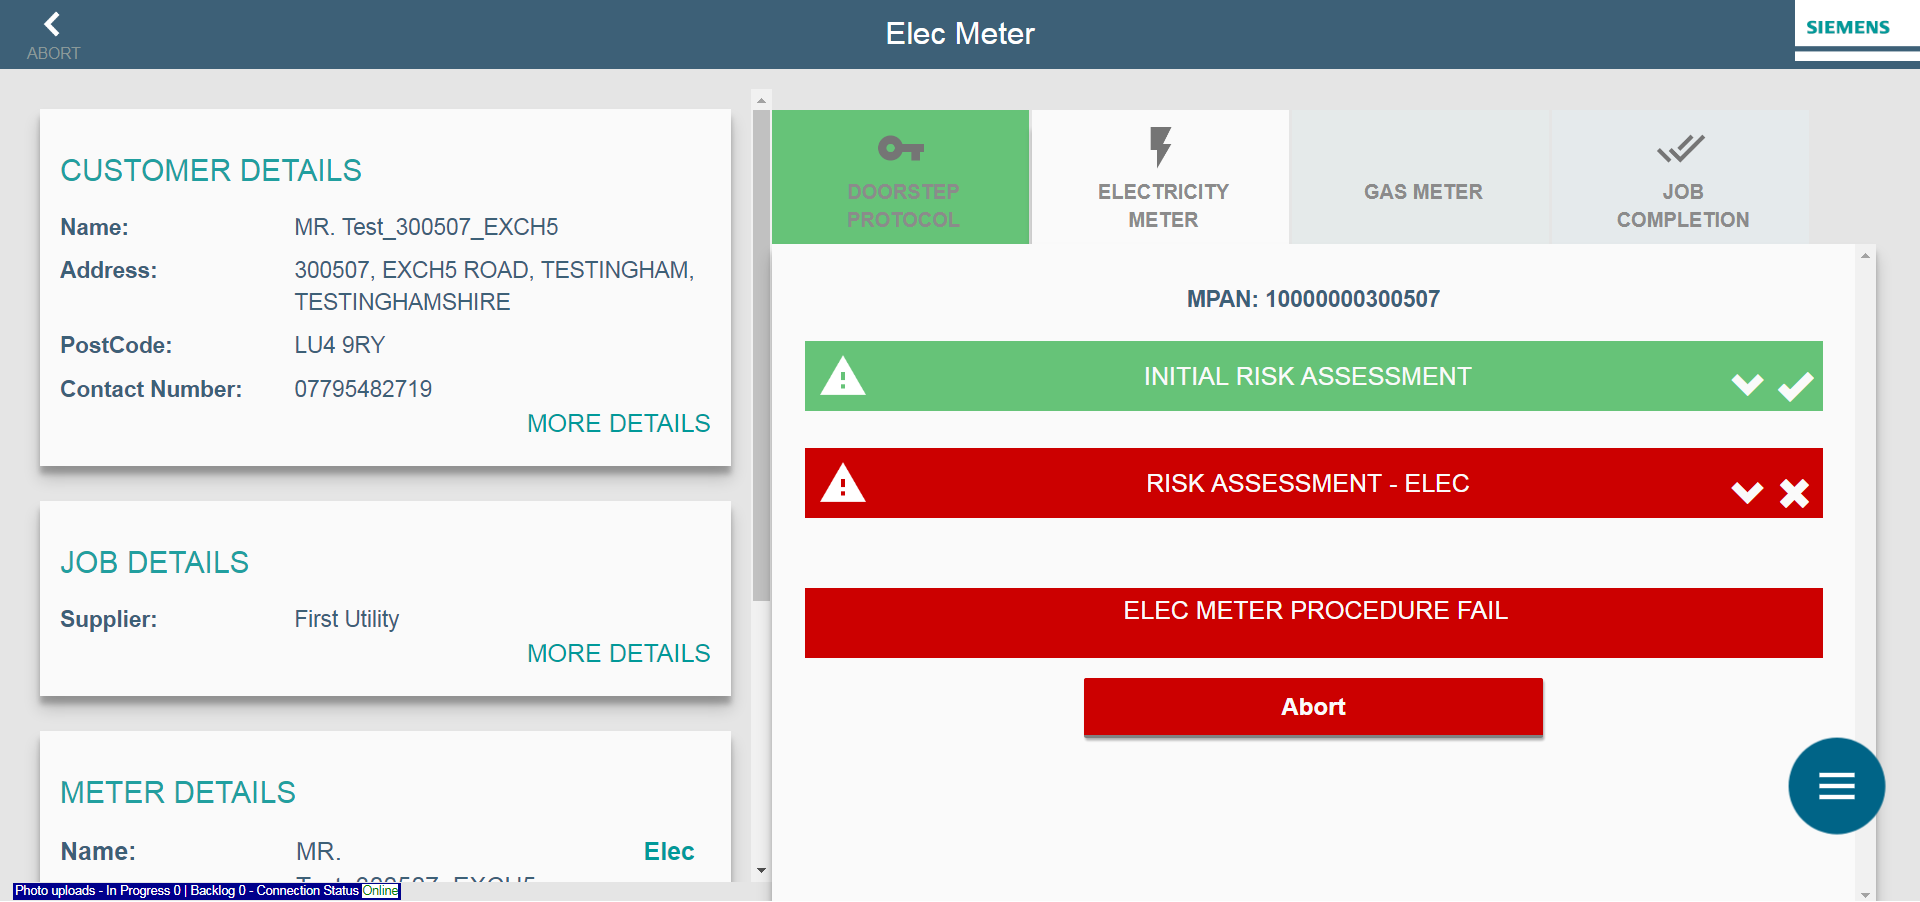 ABORT
Elec Meter
SIEMENS
CUSTOMER DETAILS
Name: MR. Test_300507_EXCH5
Address: 300507, EXCH5 ROAD, TESTINGHAM,
TESTINGHAMSHIRE
PostCode: LU4 9RY
Contact Number: 07795482719
MORE DETAILS
JOB DETAILS
Supplier: First Utility
MORE DETAILS
METER DETAILS
Name: MR. Elec
Test_300507_EXCH5
Photo uploads - In Progress 0 | Backlog 0 - Connection Status Online
DOORSTEP
PROTOCOL
ELECTRICITY
METER
GAS METER
JOB
COMPLETION
MPAN: 10000000300507
INITIAL RISK ASSESSMENT
RISK ASSESSMENT - ELEC
ELEC METER PROCEDURE FAIL
Abort